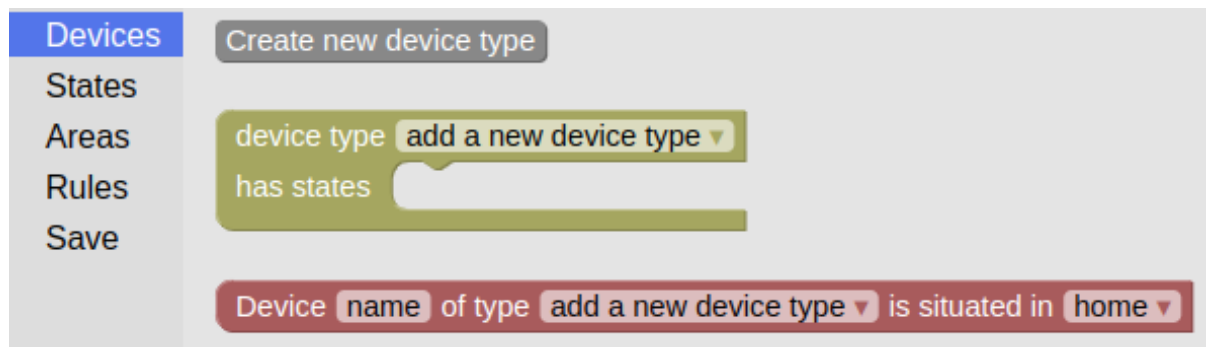 Devices
States
Areas
Rules
Save
Create new device type
device type add a new device type
has states
Device name of type add a new device type is situated in home